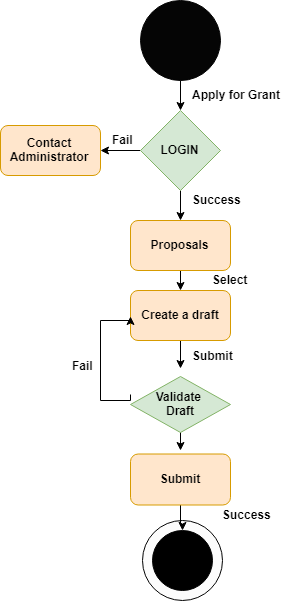 Apply for Grant
Fail
LOGIN
Contact
Administrator
Success
Proposals
Select
Create a draft
Submit
Fail
Validate
Draft
Submit
Success